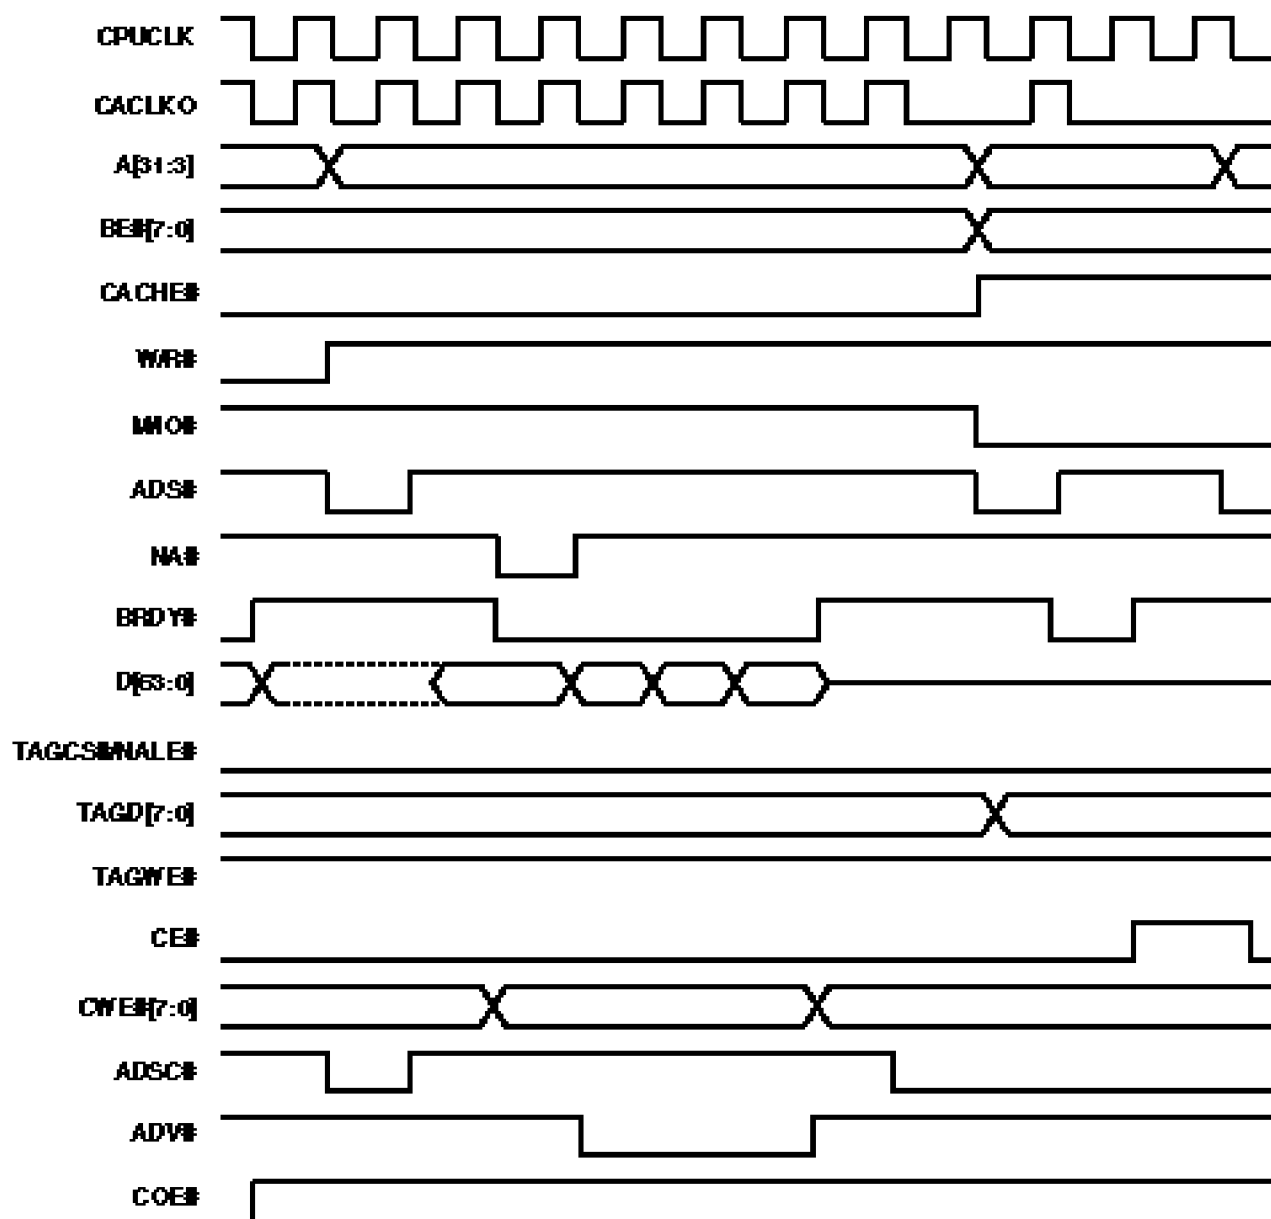 CPUCLK
CACLKO
A[31:3]
BE#[7:0]
CACHE#
W/R#
M/IO#
ADS#
NA#
BRDY#
D[63:0]
TAGCS#/WALE#
TAGD[7:0]
TAGWE#
CE#
CWE#[7:0]
ADSC#
ADV#
COE#